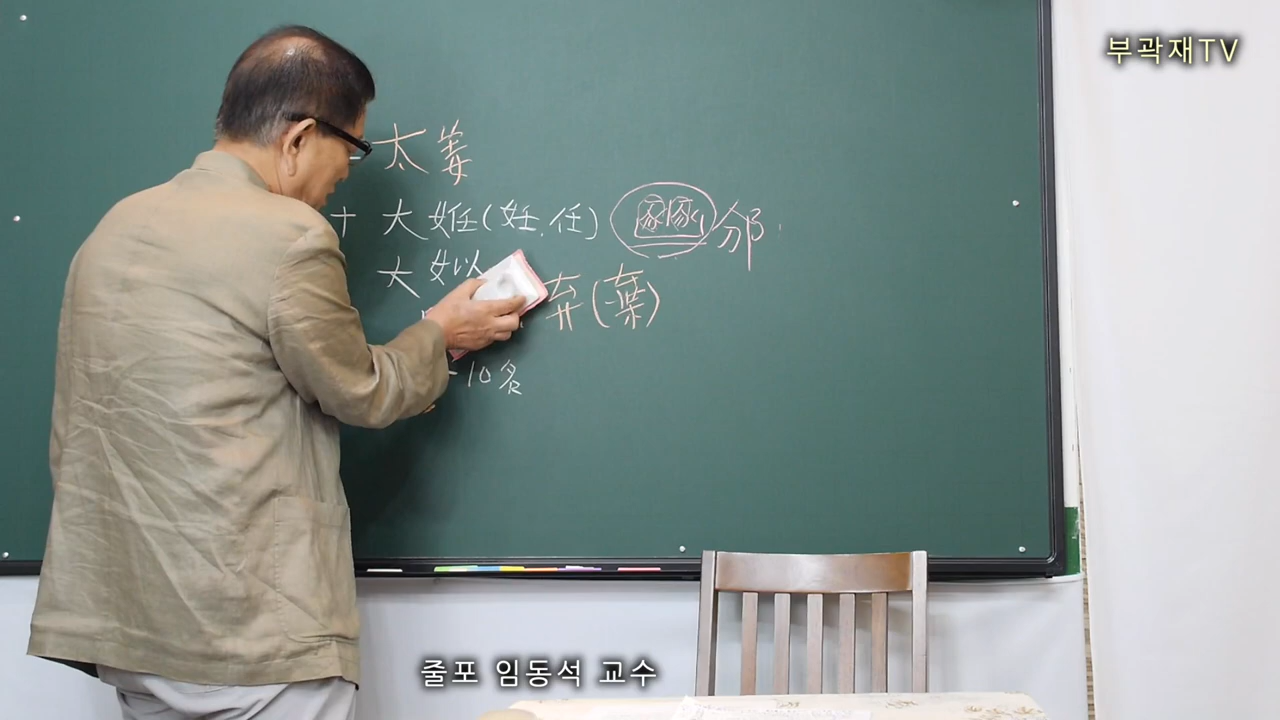 부곽재TV
太姜
十 大姙(妊, 任) 邠
大姒
弃(棄)
10名
줄포 임동석 교수